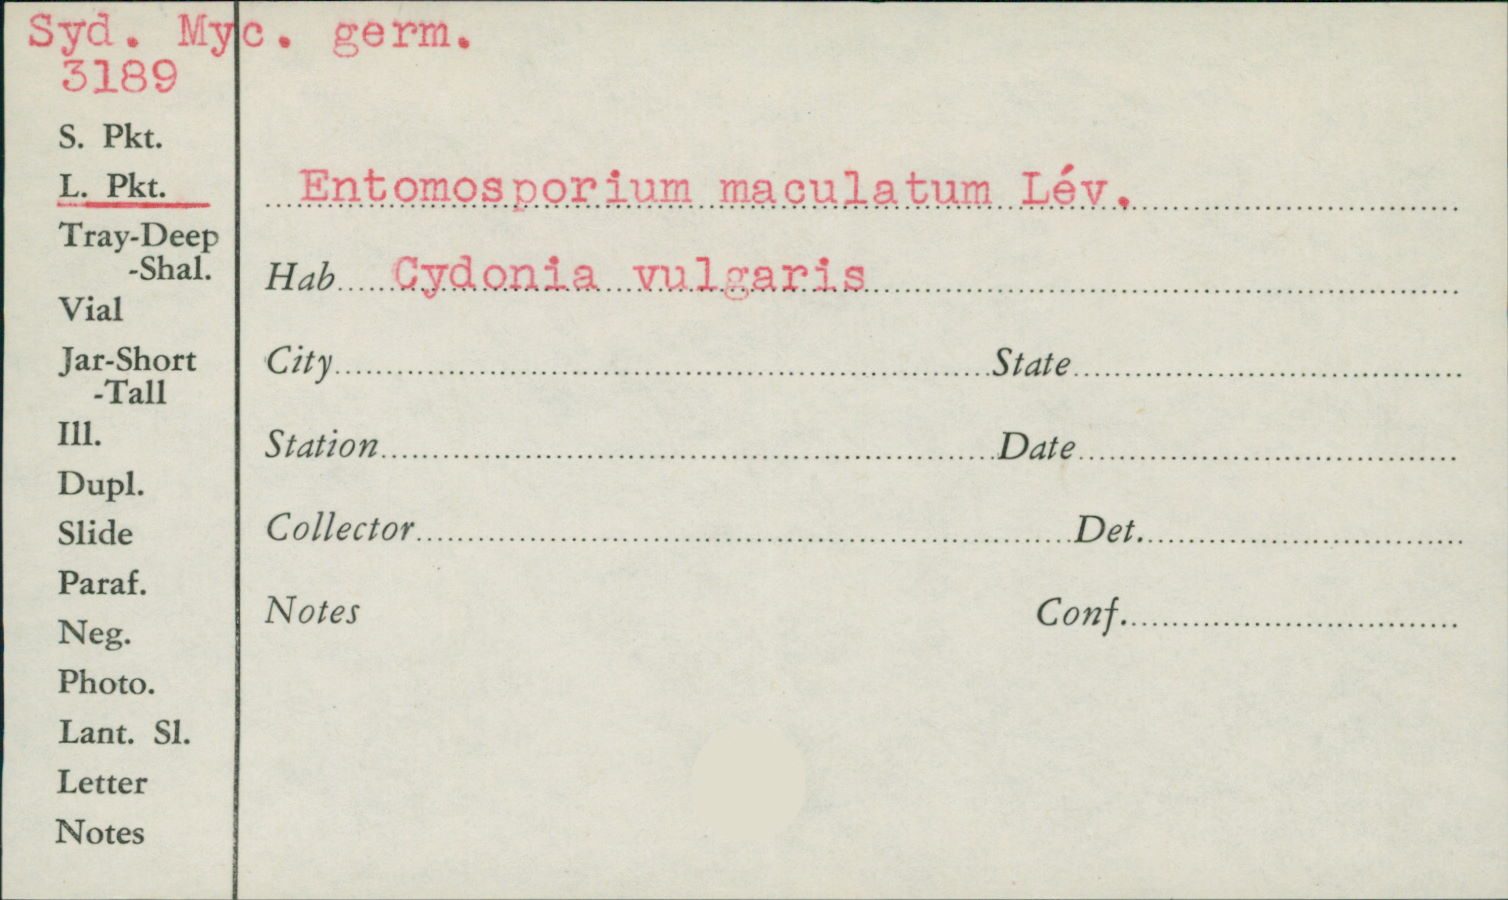 Syd. Myc. germ.
3189
S. Pkt.
L. Pkt.
Tray-Deep
-Shal.
Vial
Jar-Short
-Tall
Ill.
Dupl.
Slide
Paraf.
Neg.
Photo.
Lant. Sl.
Letter
Notes
Entomosporium maculatum Lév.
Hab Cydonia vulgaris
City State
Station Date
Collector Det.
Notes Conf.